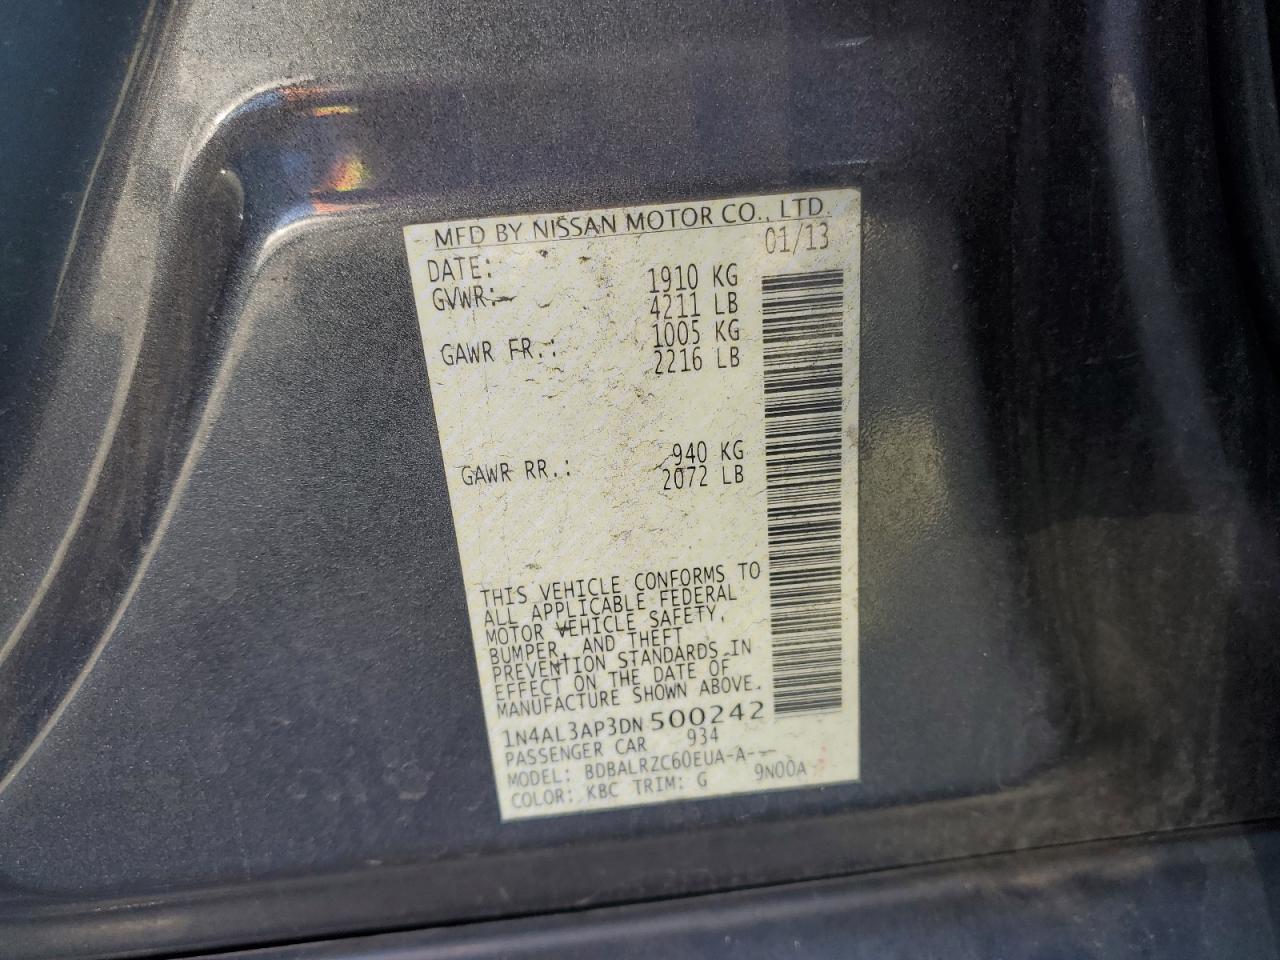 MFD BY NISSAN MOTOR CO., LTD.
DATE: 01/13
GVWR: 1910 KG
4211 LB
GAWR FR.: 1005 KG
2216 LB
GAWR RR.: 940 KG
2072 LB
THIS VEHICLE CONFORMS TO
ALL APPLICABLE FEDERAL
MOTOR VEHICLE SAFETY,
BUMPER, AND THEFT
PREVENTION STANDARDS IN
EFFECT ON THE DATE OF
MANUFACTURE SHOWN ABOVE.
1N4AL3AP3DN500242
PASSENGER CAR 934
MODEL: BDBALRZC60EUA-A---
COLOR: KBC TRIM: G 9N00A